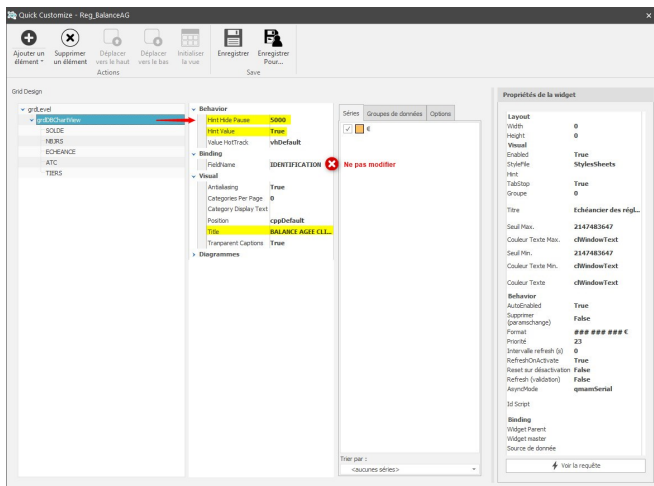 Quick Customize - Reg_BalanceAG
Ajouter un élément
Supprimer un élément
Déplacer vers le haut
Déplacer vers le bas
Initialiser la vue
Enregistrer
Enregistrer Pour...
Actions
Save
Grid Design
grdLevel
grdDBChartView
SOLDE
NBJRS
ECHEANCE
ATC
TIERS
Behavior
Hint Hide Pause 5000
Hint Value True
Value HotTrack vhDefault
Binding
FieldName IDENTIFICATION
Visual
Antialiasing True
Categories Per Page 0
Category Display Text
Position cppDefault
Title BALANCE AGEE CLI...
Tranparent Captions True
Diagrammes
Séries Groupes de données Options
€
Ne pas modifier
Trier par :
<aucunes séries>
Propriétés de la widget
Layout
Width 0
Height 0
Visual
Enabled True
StyleFile StylesSheets
Hint
TabStop True
Groupe 0
Titre Echéancier des régl...
Seuil Max. 2147483647
Couleur Texte Max. clWindowText
Seuil Min. 2147483647
Couleur Texte Min. clWindowText
Couleur Texte clWindowText
Behavior
AutoEnabled True
Supprimer (paramschange) False
Format ### ### ### €
Priorité 23
Intervalle refresh (s) 0
RefreshOnActivate True
Reset sur désactivation False
Refresh (validation) False
AsyncMode qmamSerial
Id Script
Binding
Widget Parent
Widget master
Source de donnée
Voir la requête